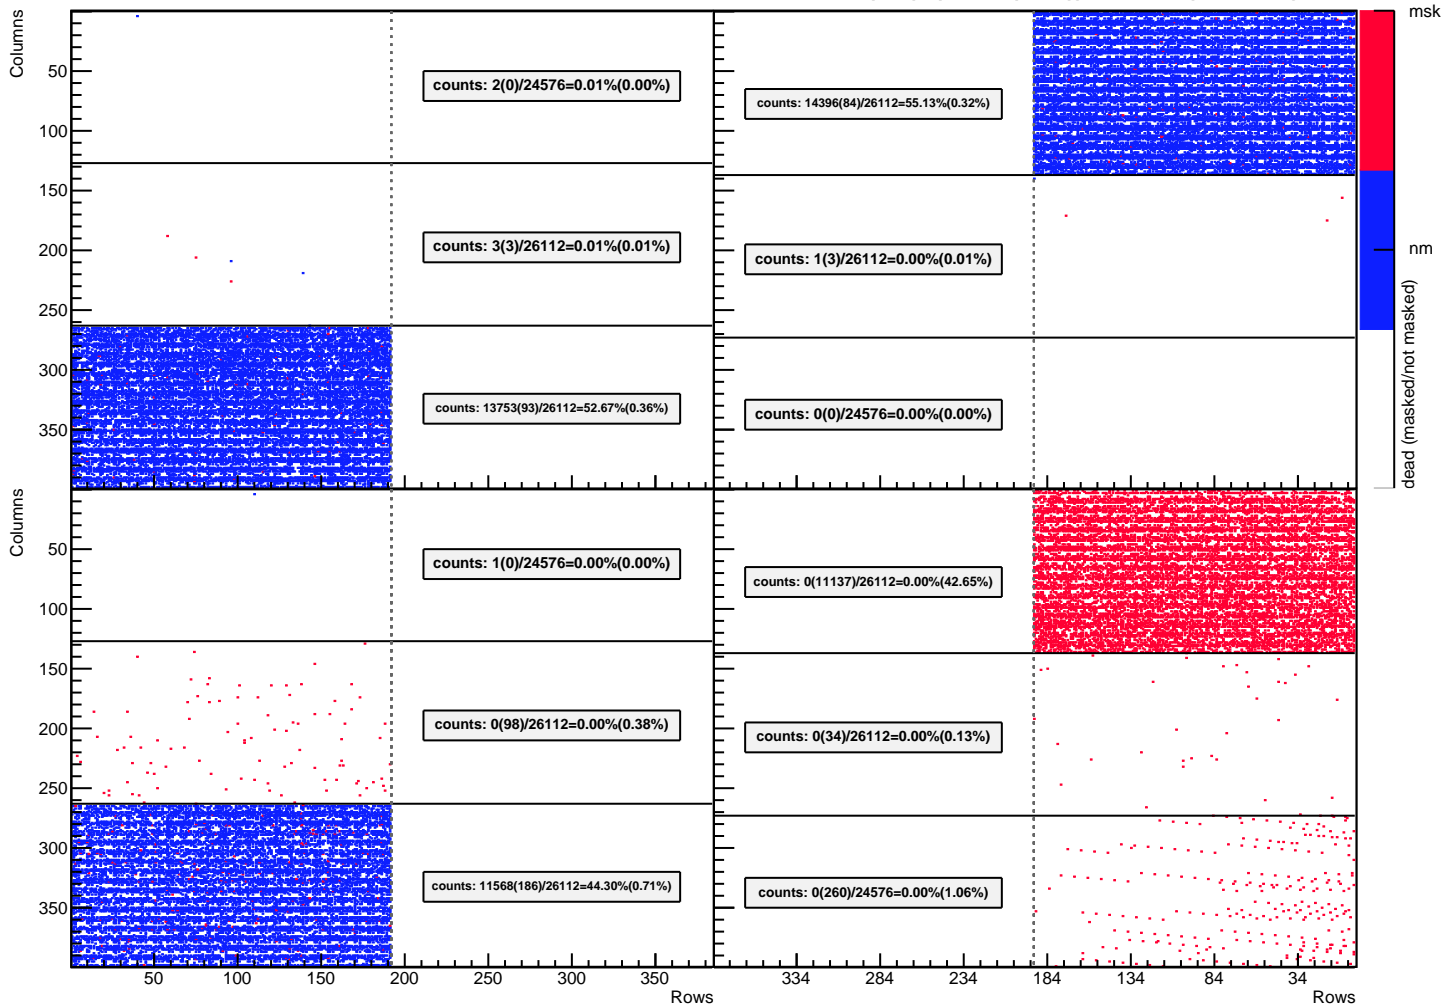 Columns
50
100
150
200
250
300
350
counts: 2(0)/24576=0.01%(0.00%)
counts: 3(3)/26112=0.01%(0.01%)
counts: 13753(93)/26112=52.67%(0.36%)
counts: 14396(84)/26112=55.13%(0.32%)
counts: 1(3)/26112=0.00%(0.01%)
counts: 0(0)/24576=0.00%(0.00%)
msk
nm
dead (masked/not masked)
Columns
50
100
150
200
250
300
350
counts: 1(0)/24576=0.00%(0.00%)
counts: 0(98)/26112=0.00%(0.38%)
counts: 11568(186)/26112=44.30%(0.71%)
counts: 0(11137)/26112=0.00%(42.65%)
counts: 0(34)/26112=0.00%(0.13%)
counts: 0(260)/24576=0.00%(1.06%)
50 100 150 200 250 300 350
Rows
334 284 234 184 134 84 34
Rows